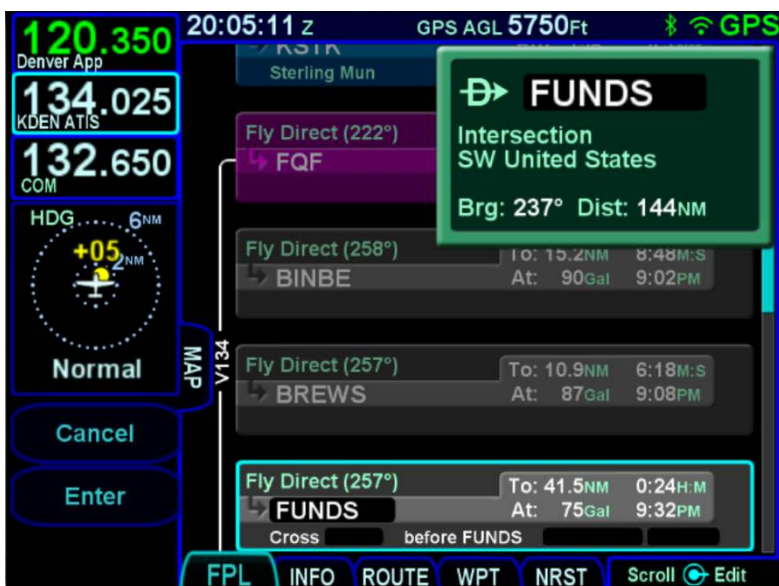 120.350
Denver App
134.025
KDEN ATIS
132.650
COM
HDG 6NM
+05
2NM
Normal
Cancel
Enter
20:05:11 Z GPS AGL 5750Ft GPS
KSTK
Sterling Mun
Fly Direct (222°)
FQF
D FUNDS
Intersection
SW United States
Brg: 237° Dist: 144NM
Fly Direct (258°) To: 15.2NM 8:48M:S
BINBE At: 90Gal 9:02PM
MAP
V134
Fly Direct (257°) To: 10.9NM 6:18M:S
BREWS At: 87Gal 9:08PM
Fly Direct (257°) To: 41.5NM 0:24H:M
FUNDS At: 75Gal 9:32PM
Cross before FUNDS
FPL INFO ROUTE WPT NRST Scroll Edit